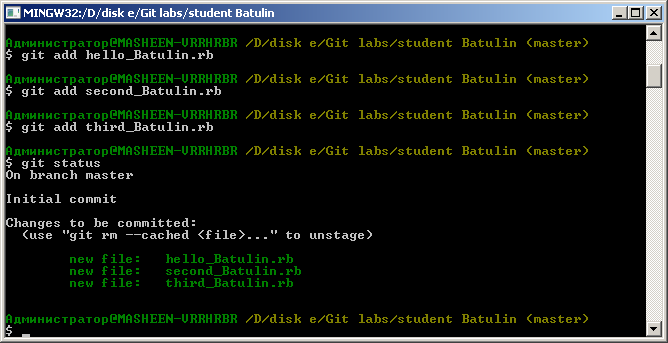 MINGW32:/D/disk e/Git labs/student Batulin
Администратор@MASHEEN-VRRHRBR /D/disk e/Git labs/student Batulin (master)
$ git add hello_Batulin.rb
Администратор@MASHEEN-VRRHRBR /D/disk e/Git labs/student Batulin (master)
$ git add second_Batulin.rb
Администратор@MASHEEN-VRRHRBR /D/disk e/Git labs/student Batulin (master)
$ git add third_Batulin.rb
Администратор@MASHEEN-VRRHRBR /D/disk e/Git labs/student Batulin (master)
$ git status
On branch master
Initial commit
Changes to be committed:
(use "git rm --cached <file>..." to unstage)
new file:   hello_Batulin.rb
new file:   second_Batulin.rb
new file:   third_Batulin.rb
Администратор@MASHEEN-VRRHRBR /D/disk e/Git labs/student Batulin (master)
$ _